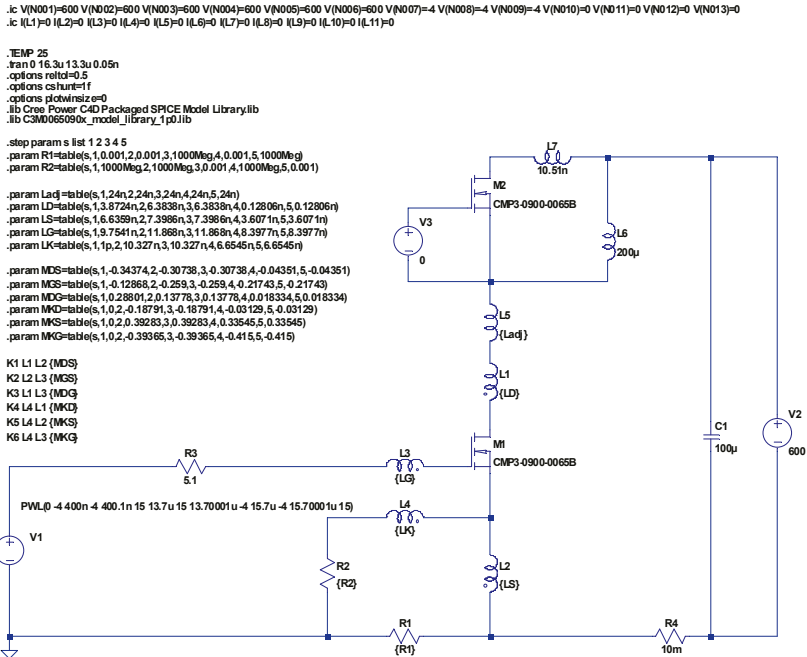 .ic V(N001)=600 V(N002)=600 V(N003)=600 V(N004)=600 V(N005)=600 V(N006)=600 V(N007)=-4 V(N008)=-4 V(N009)=-4 V(N010)=0 V(N011)=0 V(N012)=0 V(N013)=0
.ic I(L1)=0 I(L2)=0 I(L3)=0 I(L4)=0 I(L5)=0 I(L6)=0 I(L7)=0 I(L8)=0 I(L9)=0 I(L10)=0 I(L11)=0
.TEMP 25
.tran 0 16.3u 13.3u 0.05n
.options reltol=0.5
.options cshunt=1f
.options plotwinsize=0
.lib Cree Power C4D Packaged SPICE Model Library.lib
.lib C3M0065090x_model_library_1p0.lib
.step param s list 1 2 3 4 5
.param R1=table(s,1,0.001,2,0.001,3,1000Meg,4,0.001,5,1000Meg)
.param R2=table(s,1,1000Meg,2,1000Meg,3,0.001,4,1000Meg,5,0.001)
.param Ladj=table(s,1,24n,2,24n,3,24n,4,24n,5,24n)
.param LD=table(s,1,3.8724n,2,6.3838n,3,6.3838n,4,0.12806n,5,0.12806n)
.param LS=table(s,1,6.6359n,2,7.3986n,3,7.3986n,4,3.6071n,5,3.6071n)
.param LG=table(s,1,9.7541n,2,11.868n,3,11.868n,4,8.3977n,5,8.3977n)
.param LK=table(s,1,1p,2,10.327n,3,10.327n,4,6.6545n,5,6.6545n)
.param MDS=table(s,1,-0.34374,2,-0.30738,3,-0.30738,4,-0.04351,5,-0.04351)
.param MGS=table(s,1,-0.12868,2,-0.259,3,-0.259,4,-0.21743,5,-0.21743)
.param MDG=table(s,1,0.28801,2,0.13778,3,0.13778,4,0.018334,5,0.018334)
.param MKD=table(s,1,0,2,-0.18791,3,-0.18791,4,-0.03129,5,-0.03129)
.param MKS=table(s,1,0,2,0.39283,3,0.39283,4,0.33545,5,0.33545)
.param MKG=table(s,1,0,2,-0.39365,3,-0.39365,4,-0.415,5,-0.415)
K1 L1 L2 {MDS}
K2 L2 L3 {MGS}
K3 L1 L3 {MDG}
K4 L4 L1 {MKD}
K5 L4 L2 {MKS}
K6 L4 L3 {MKG}
L7
10.51n
M2
CMP3-0900-0065B
V3
0
L6
200µ
L5
{Ladj}
L1
{LD}
M1
CMP3-0900-0065B
C1
100µ
V2
600
R3
5.1
L3
{LG}
PWL(0 -4 400n -4 400.1n 15 13.7u 15 13.70001u -4 15.7u -4 15.70001u 15)
V1
L4
{LK}
R2
{R2}
L2
{LS}
R1
{R1}
R4
10m